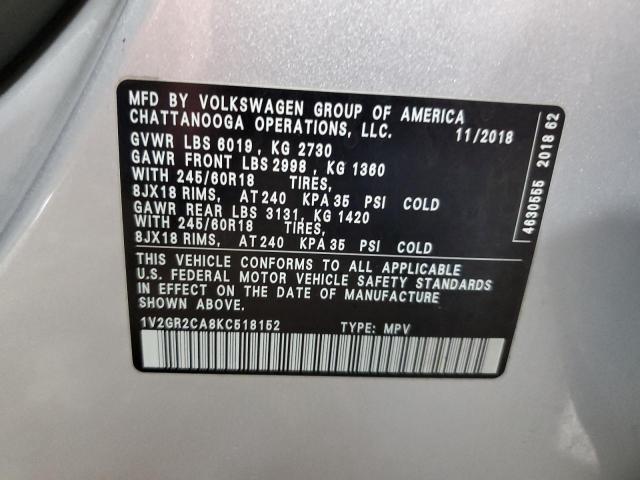 MFD BY VOLKSWAGEN GROUP OF AMERICA
CHATTANOOGA OPERATIONS, LLC. 11/2018
GVWR LBS 6019, KG 2730
GAWR FRONT LBS 2998, KG 1360
WITH 245/60R18 TIRES,
8JX18 RIMS, AT 240 KPA 35 PSI COLD
GAWR REAR LBS 3131, KG 1420
WITH 245/60R18 TIRES,
8JX18 RIMS, AT 240 KPA 35 PSI COLD
THIS VEHICLE CONFORMS TO ALL APPLICABLE
U.S. FEDERAL MOTOR VEHICLE SAFETY STANDARDS
IN EFFECT ON THE DATE OF MANUFACTURE
SHOWN ABOVE.
1V2GR2CA8KC518152 TYPE: MPV
4630555 2018 62